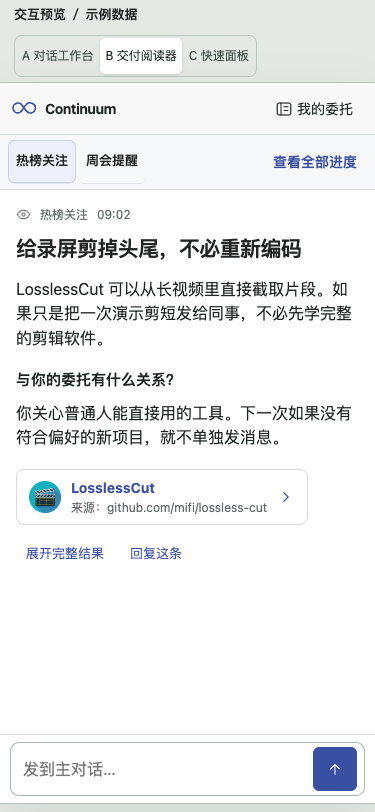 交互预览 / 示例数据
A 对话工作台 B 交付阅读器 C 快速面板
Continuum 我的委托
热榜关注 周会提醒 查看全部进度
热榜关注 09:02
给录屏剪掉头尾，不必重新编码
LosslessCut 可以从长视频里直接截取片段。如
果只是把一次演示剪短发给同事，不必先学完整
的剪辑软件。
与你的委托有什么关系？
你关心普通人能直接用的工具。下一次如果没有
符合偏好的新项目，就不单独发消息。
LosslessCut
来源：github.com/mifi/lossless-cut
展开完整结果 回复这条
发到主对话...